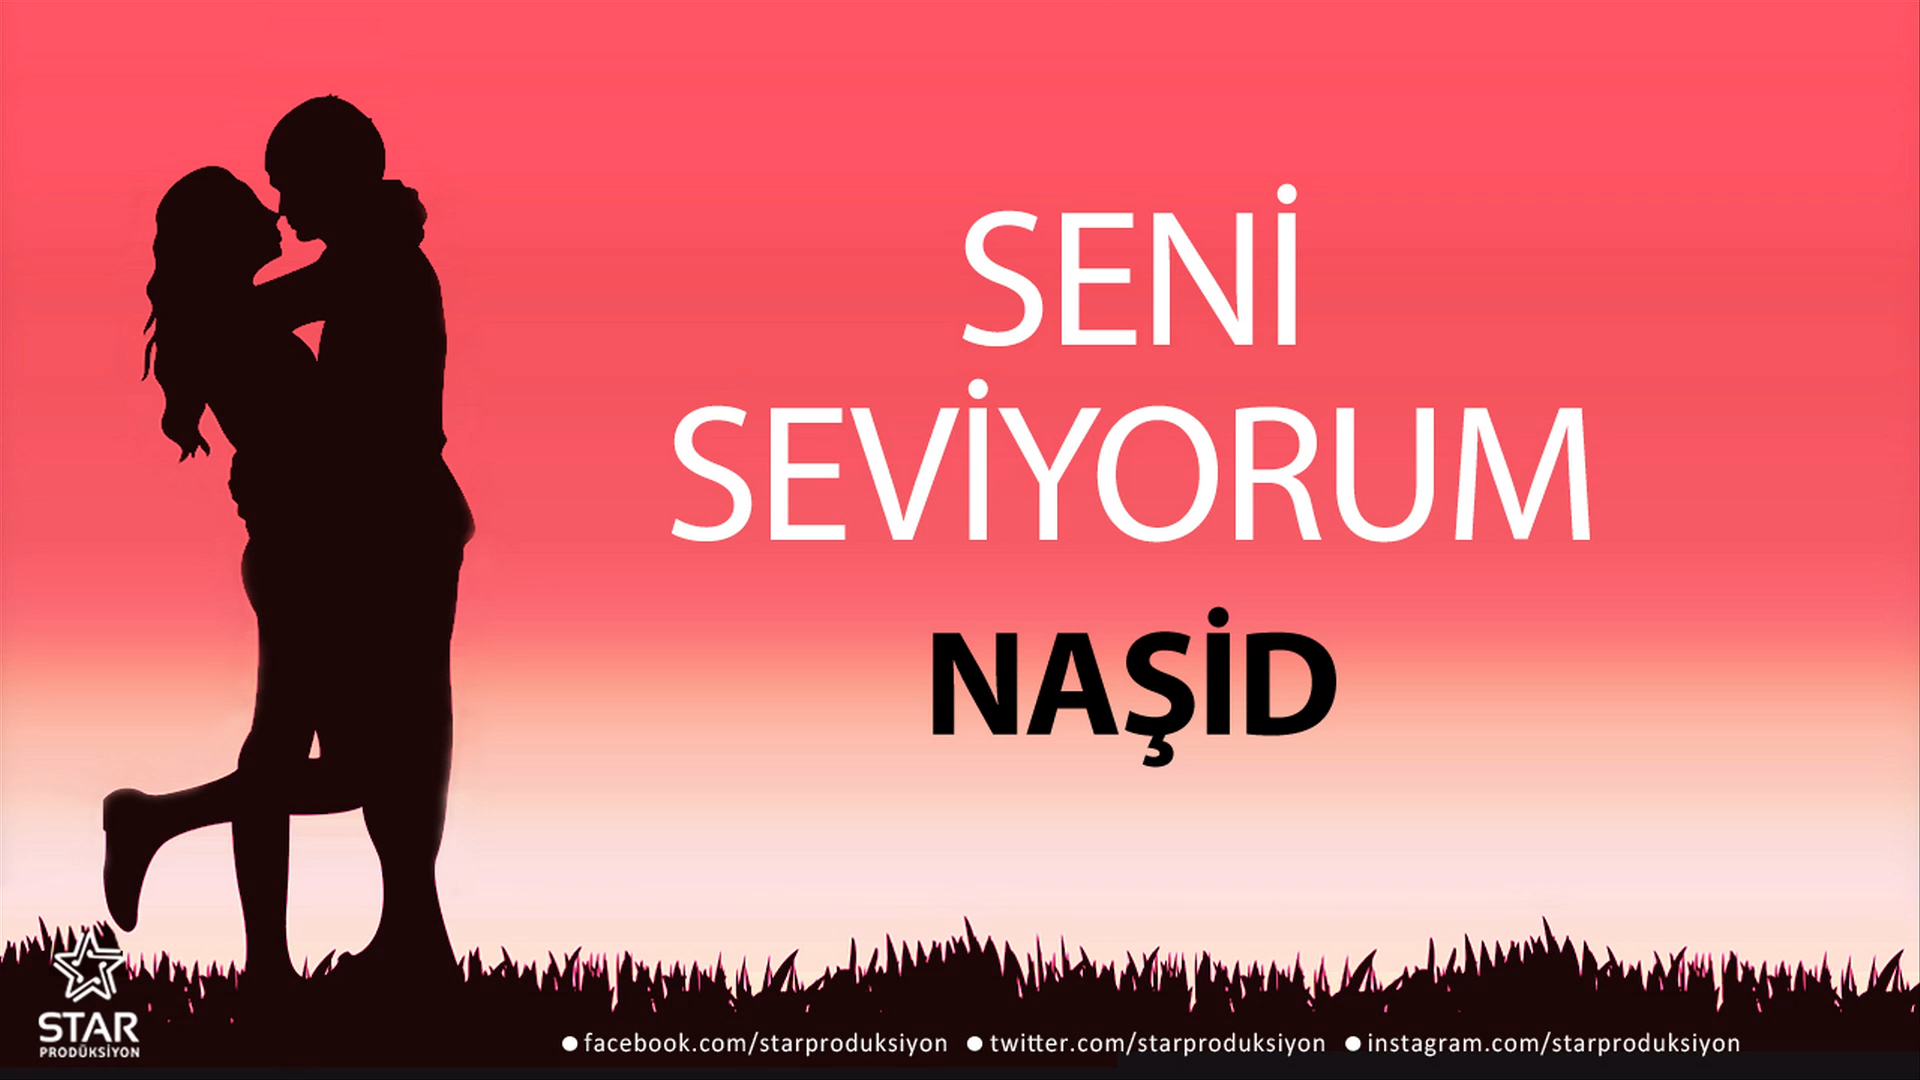 SENİ
SEVİYORUM
NAŞİD
STAR
PRODÜKSİYON
facebook.com/starproduksiyon twitter.com/starproduksiyon instagram.com/starproduksiyon